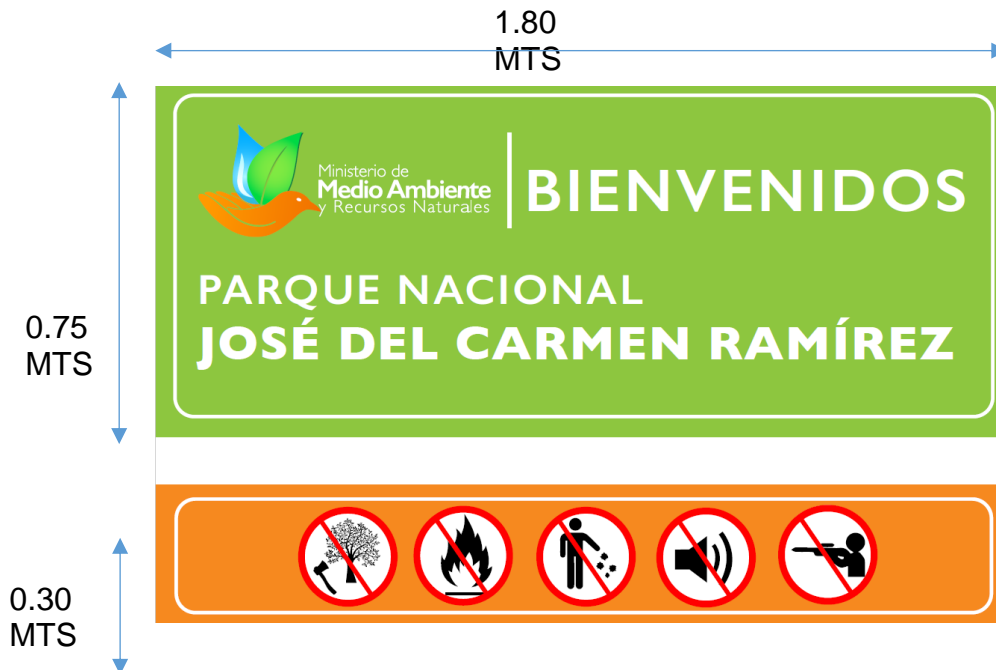 1.80
MTS
Ministerio de
Medio Ambiente
y Recursos Naturales
BIENVENIDOS
PARQUE NACIONAL
JOSÉ DEL CARMEN RAMÍREZ
0.75
MTS
0.30
MTS